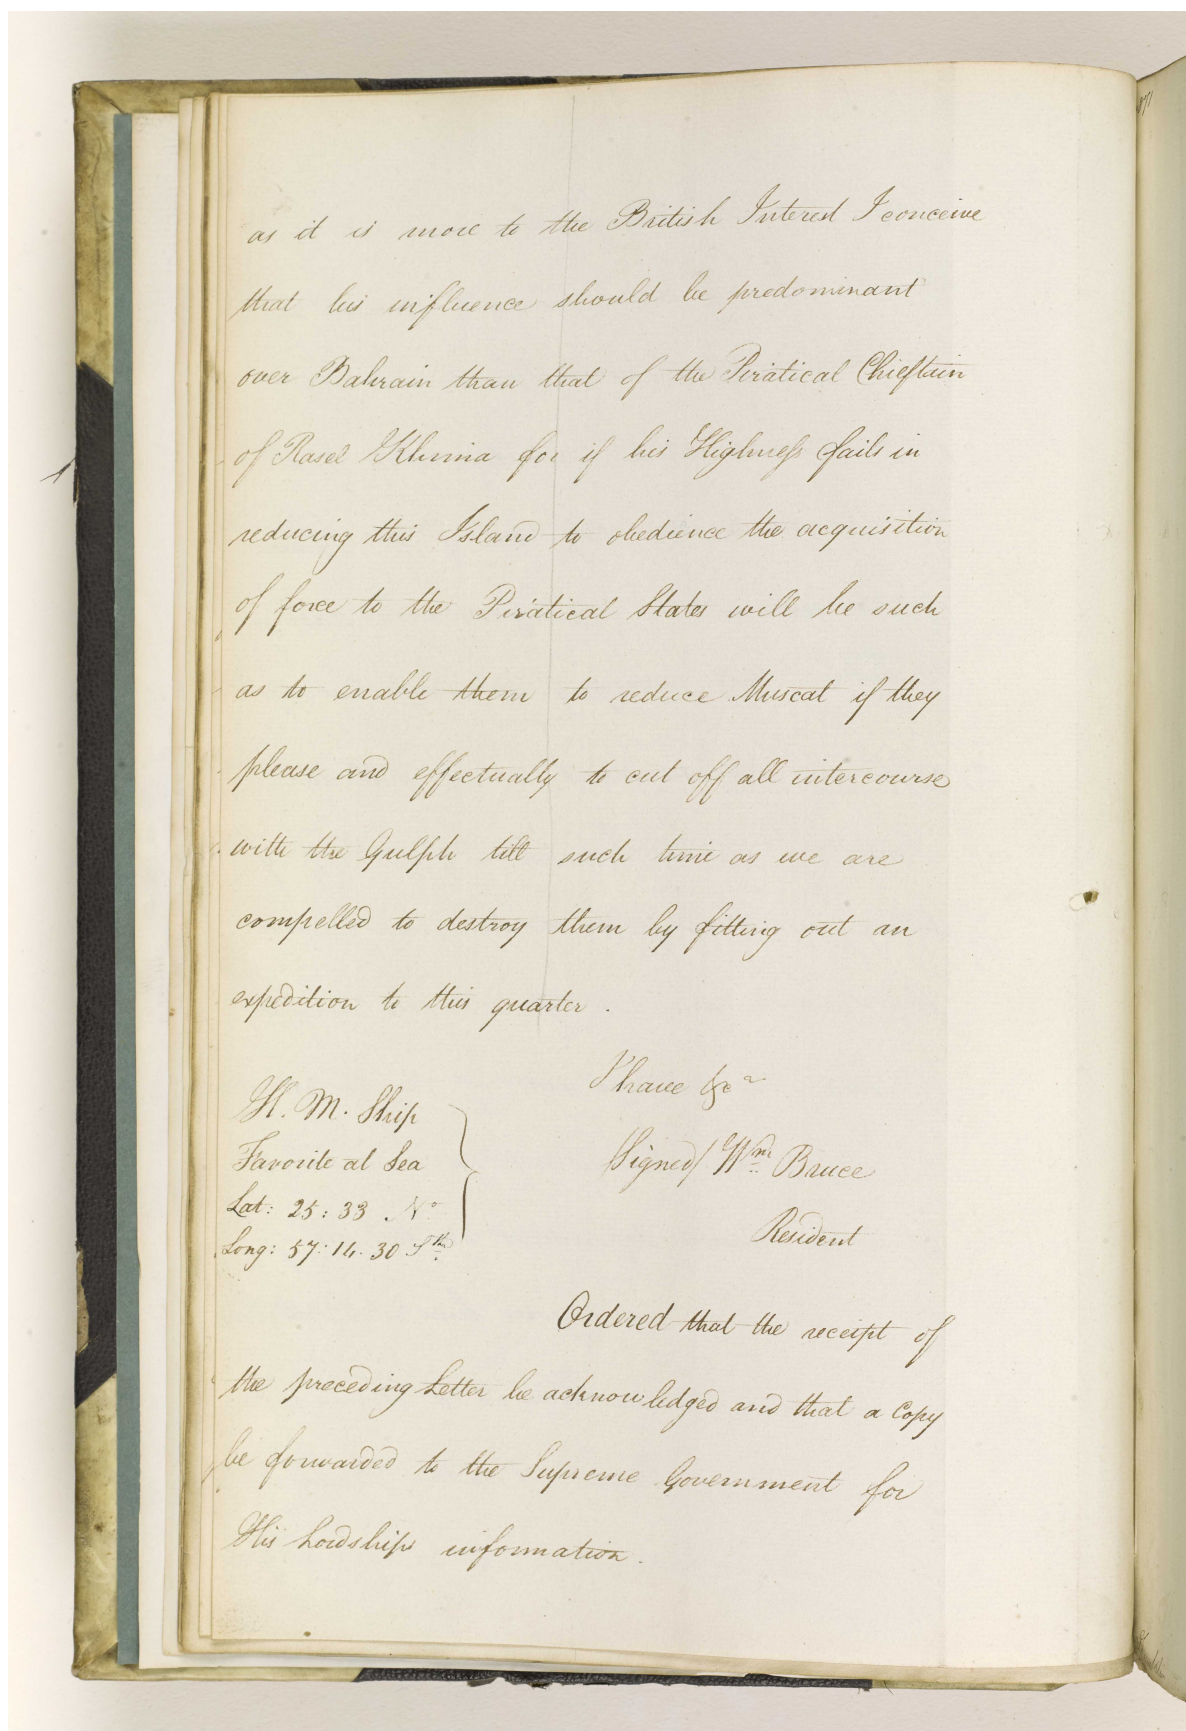 as it is more to the British Interest I conceive
that his influence should be predominant
over Bahrain than that of the Piratical Chieftain
of Rasel Khima for if his Highness fails in
reducing this Island to obedience the acquisition
of force to the Piratical States will be such
as to enable them to reduce Muscat if they
please and effectually to cut off all intercourse
with the Gulph till such time as we are
compelled to destroy them by fitting out an
expedition to this quarter.
I have &ca
H. M. Ship
Favorite at Sea
Lat: 25:33 No
Long: 57:14.30
Signed/ Wm Bruce
Resident
Ordered that the receipt of
the preceding Letter be acknowledged and that a Copy
be forwarded to the Supreme Government for
His Lordships information.